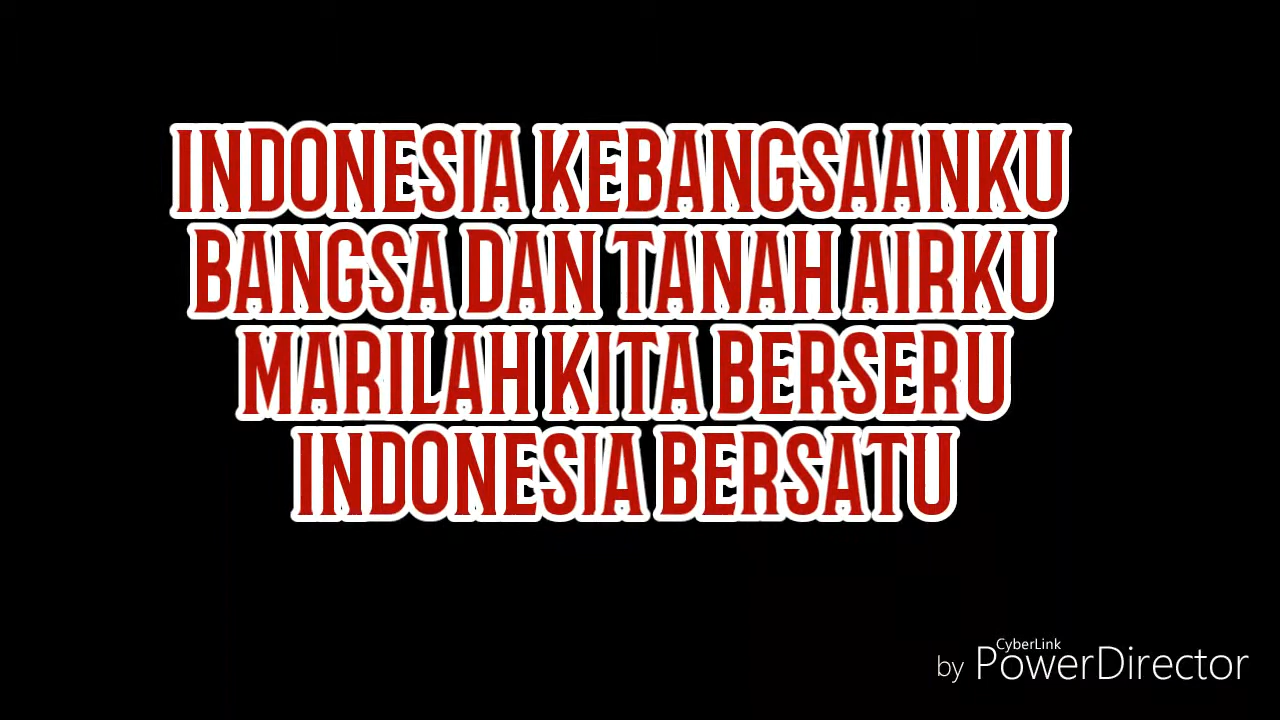 INDONESIA KEBANGSAANKU
BANGSA DAN TANAH AIRKU
MARILAH KITA BERSERU
INDONESIA BERSATU
CyberLink
by PowerDirector